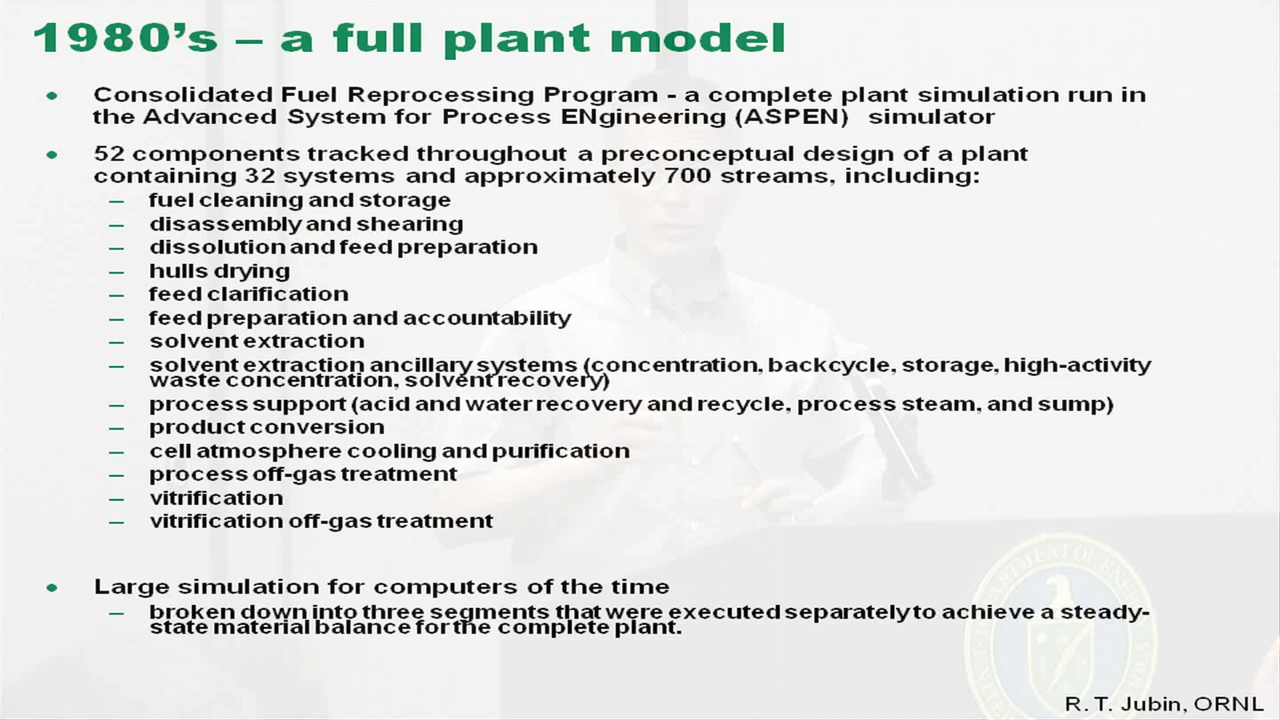 1980's – a full plant model
• Consolidated Fuel Reprocessing Program - a complete plant simulation run in
the Advanced System for Process ENgineering (ASPEN) simulator
• 52 components tracked throughout a preconceptual design of a plant
containing 32 systems and approximately 700 streams, including:
– fuel cleaning and storage
– disassembly and shearing
– dissolution and feed preparation
– hulls drying
– feed clarification
– feed preparation and accountability
– solvent extraction
– solvent extraction ancillary systems (concentration, backcycle, storage, high-activity
waste concentration, solvent recovery)
– process support (acid and water recovery and recycle, process steam, and sump)
– product conversion
– cell atmosphere cooling and purification
– process off-gas treatment
– vitrification
– vitrification off-gas treatment
• Large simulation for computers of the time
– broken down into three segments that were executed separately to achieve a steady-
state material balance for the complete plant.
R. T. Jubin, ORNL